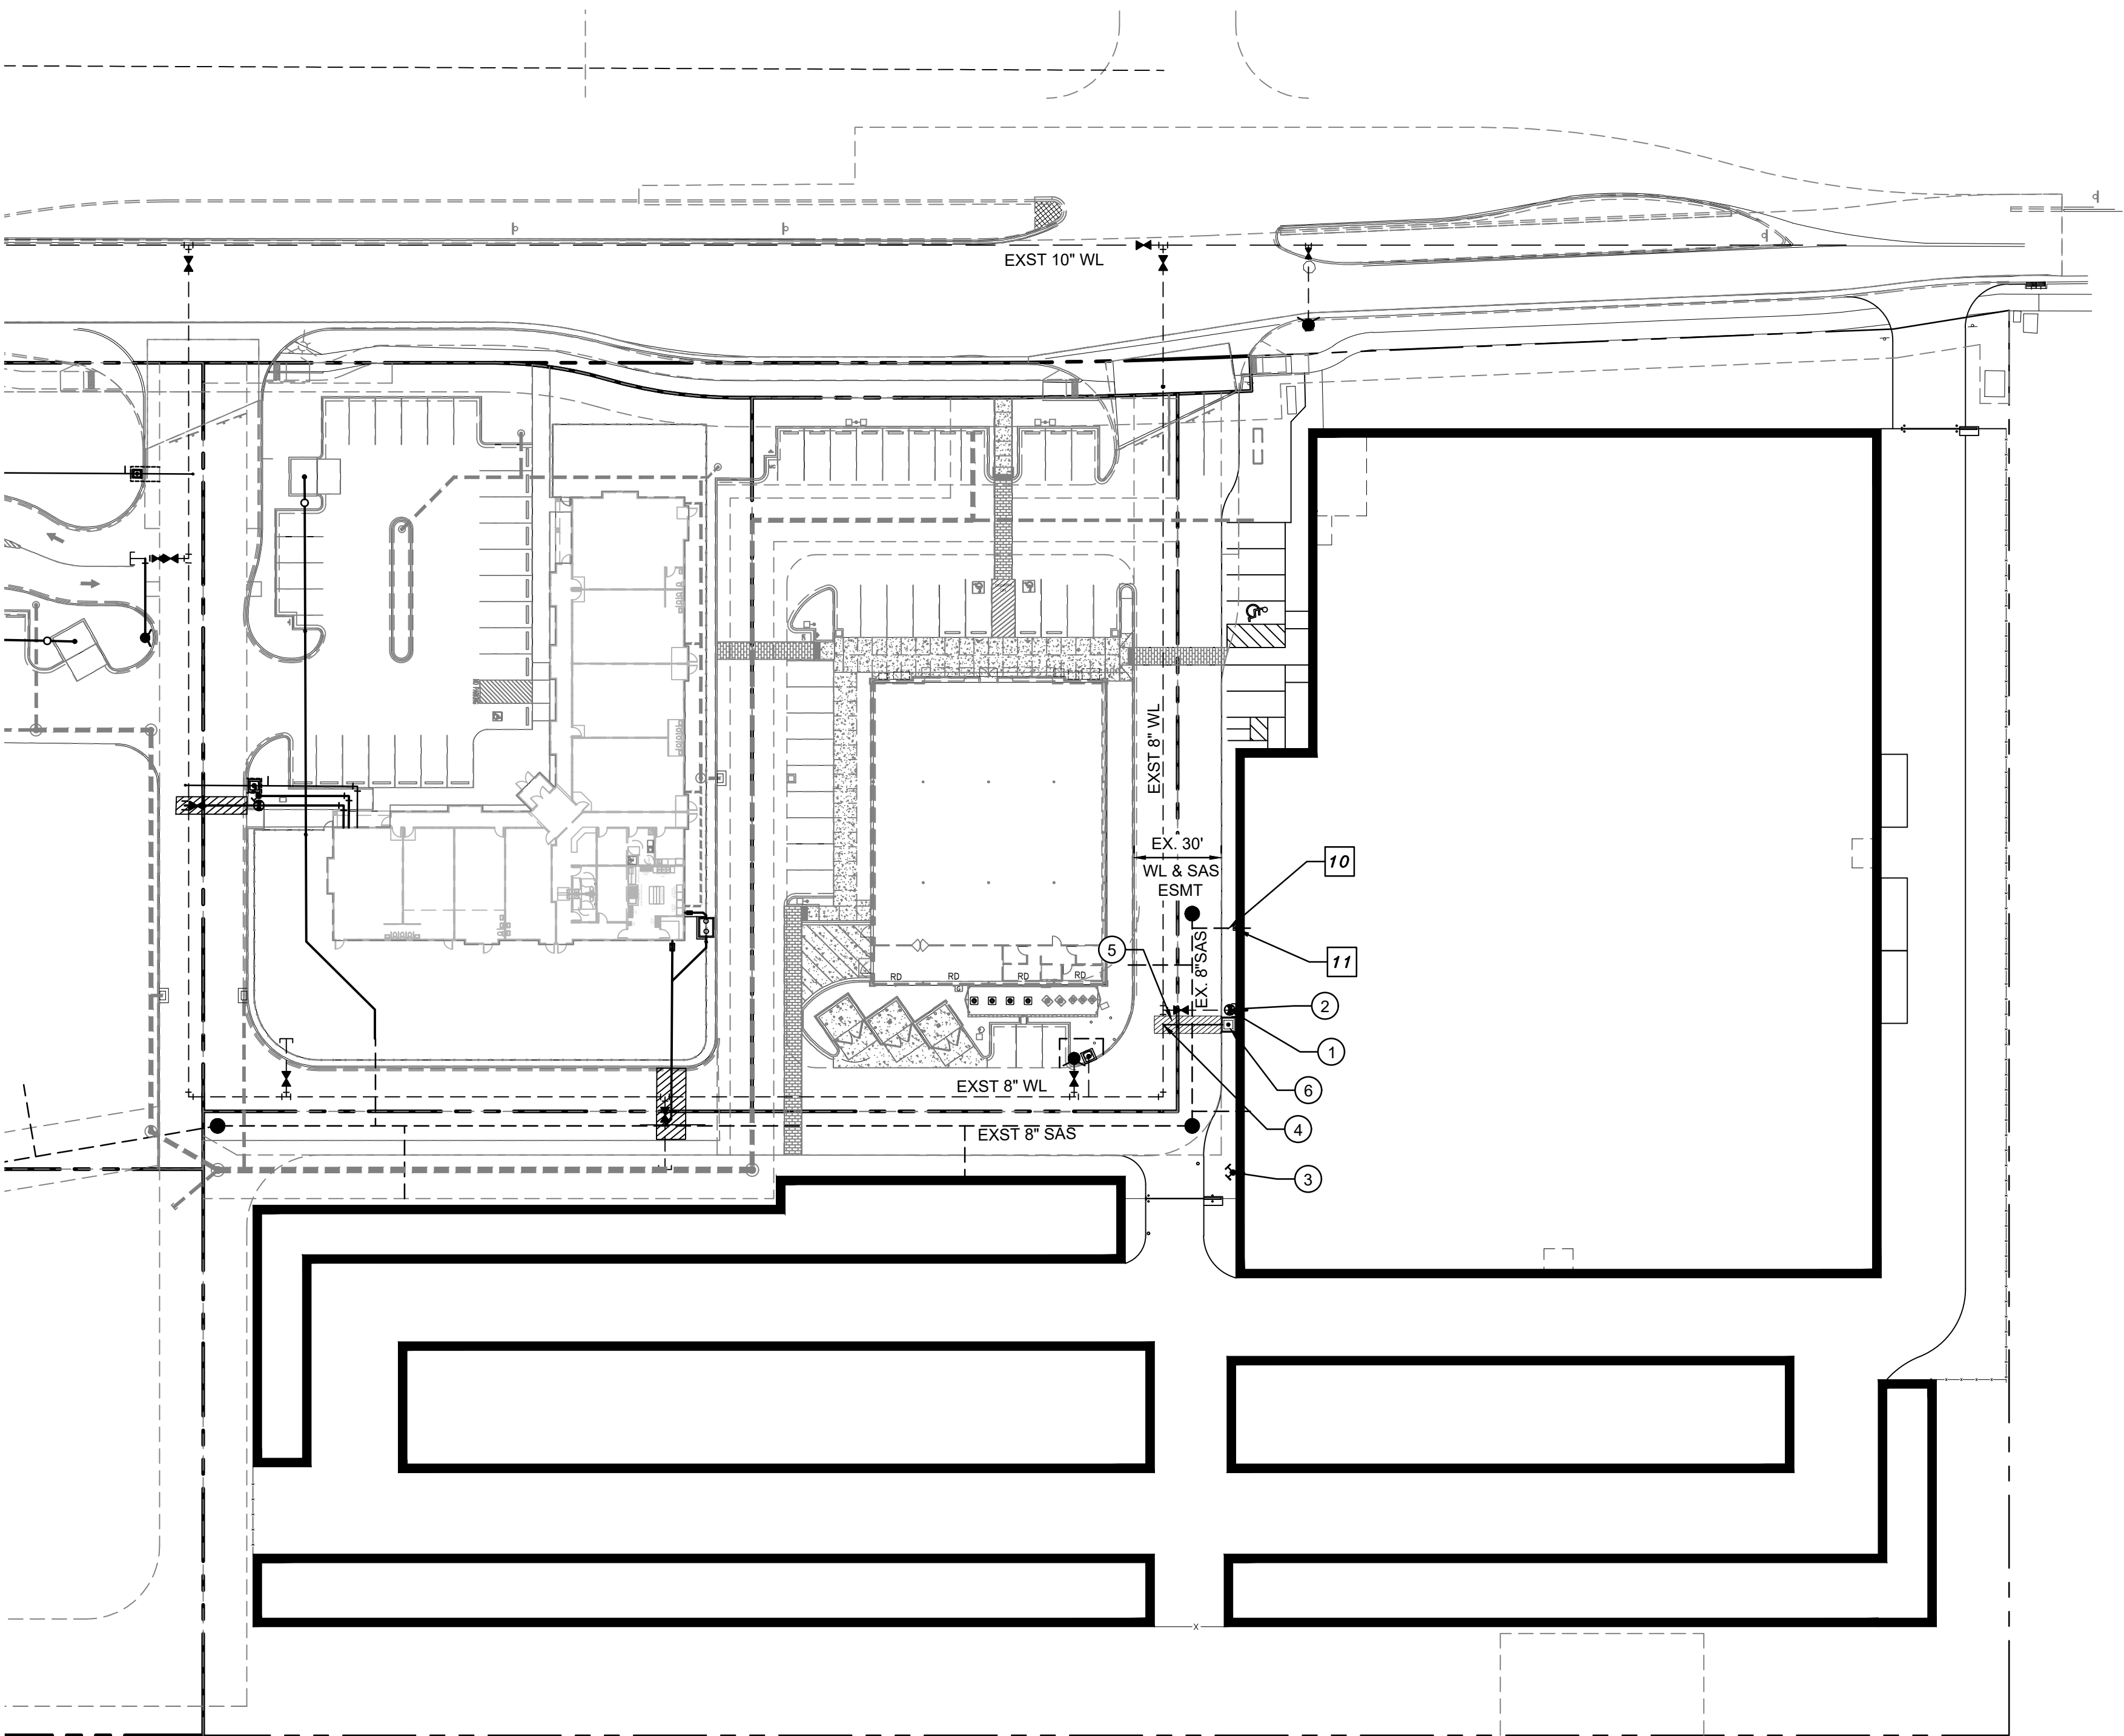 EXST 10" WL
EXST 8" WL
EX. 30'
WL & SAS
ESMT
10
5
EX. 8"SAS
11
RD RD RD RD
2
1
EXST 8" WL
6
4
EXST 8" SAS
3
X